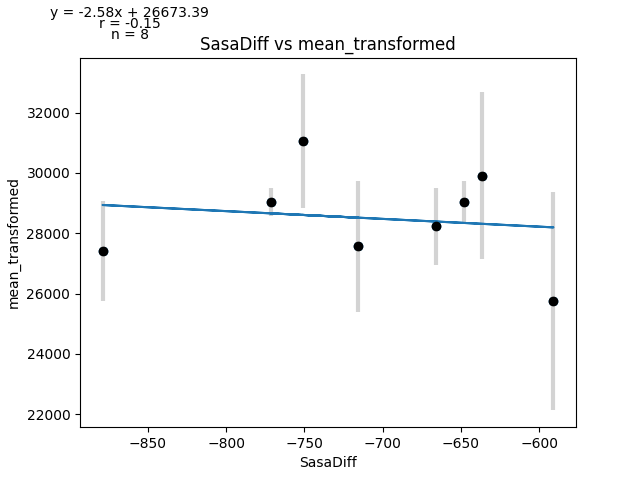 y = -2.58x + 26673.39
r = -0.15
n = 8
SasaDiff vs mean_transformed
32000
30000
28000
26000
24000
22000
mean_transformed
−850
−800
−750
−700
−650
−600
SasaDiff